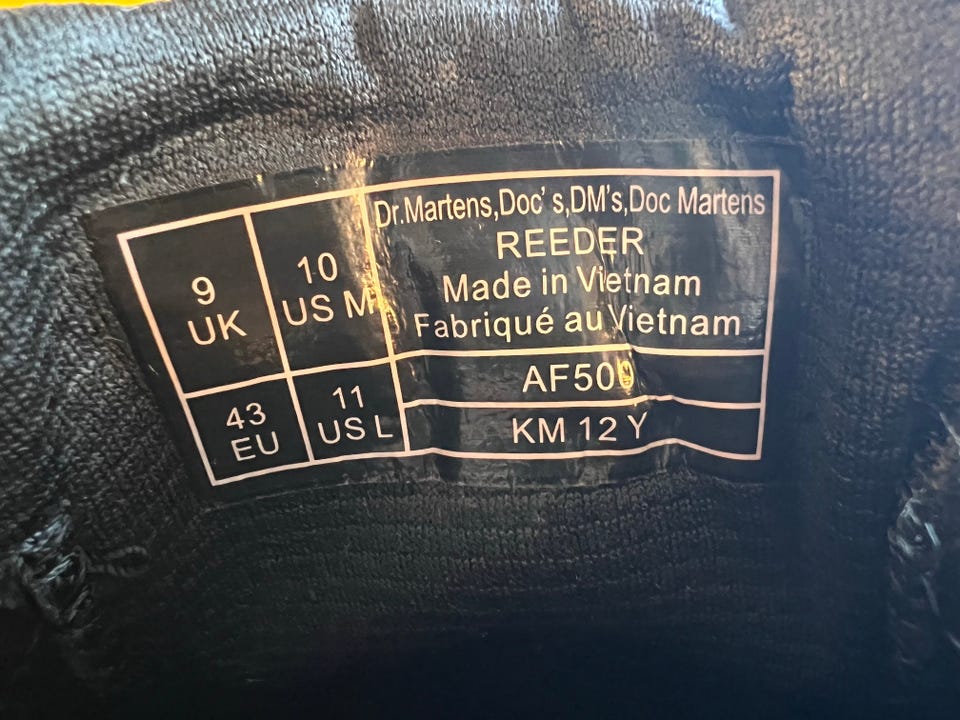 9
UK
10
US M
43
EU
11
US L
Dr.Martens,Doc's,DM's,Doc Martens
REEDER
Made in Vietnam
Fabriqué au Vietnam
AF500
KM 12 Y